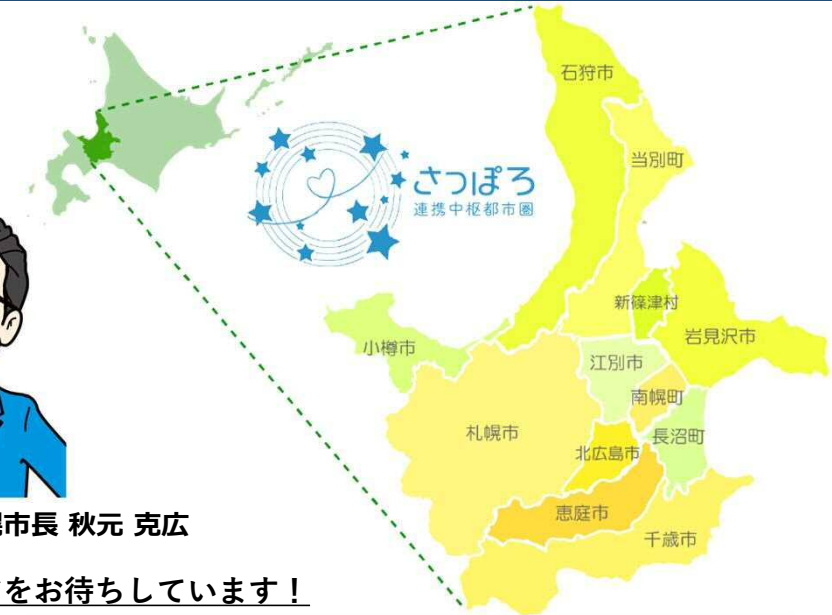 石狩市
当別町
さっぽろ
連携中枢都市圏
新篠津村
岩見沢市
小樽市
江別市
南幌町
札幌市
長沼町
北広島市
恵庭市
千歳市
市長 秋元 克広
をお待ちしています！